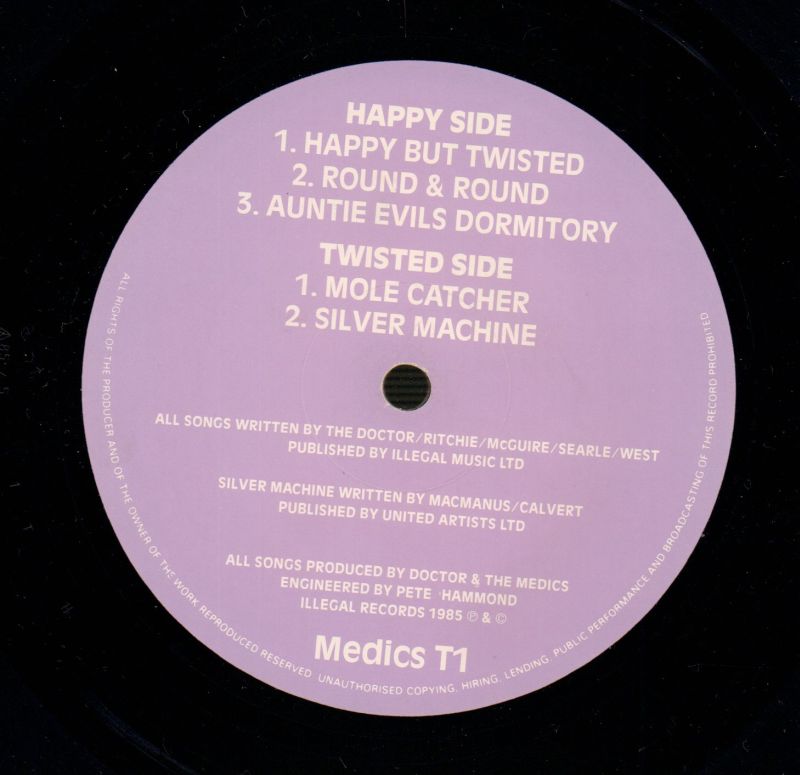 HAPPY SIDE
1. HAPPY BUT TWISTED
2. ROUND & ROUND
3. AUNTIE EVILS DORMITORY
TWISTED SIDE
1. MOLE CATCHER
2. SILVER MACHINE
ALL SONGS WRITTEN BY THE DOCTOR/RITCHIE/McGUIRE/SEARLE/WEST
PUBLISHED BY ILLEGAL MUSIC LTD
SILVER MACHINE WRITTEN BY MACMANUS/CALVERT
PUBLISHED BY UNITED ARTISTS LTD
ALL SONGS PRODUCED BY DOCTOR & THE MEDICS
ENGINEERED BY PETE HAMMOND
ILLEGAL RECORDS 1985 ℗ & ©
Medics T1
ALL RIGHTS OF THE PRODUCER AND OF THE OWNER OF THE WORK REPRODUCED RESERVED. UNAUTHORISED COPYING, HIRING, LENDING, PUBLIC PERFORMANCE AND BROADCASTING OF THIS RECORD PROHIBITED